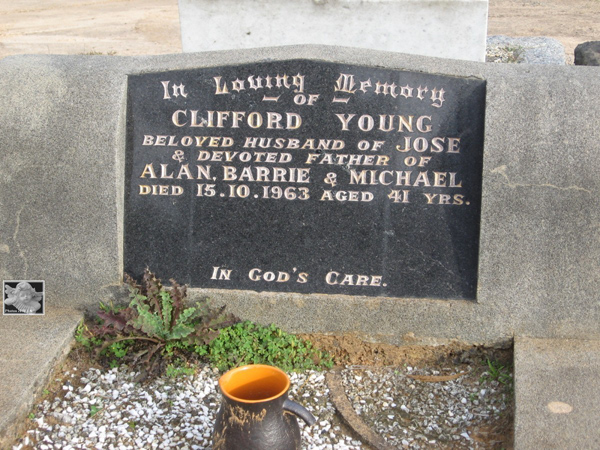 In Loving Memory
OF
CLIFFORD YOUNG
BELOVED HUSBAND OF JOSE
& DEVOTED FATHER OF
ALAN, BARRIE & MICHAEL
DIED 15.10.1963 AGED 41 YRS.
IN GOD'S CARE.